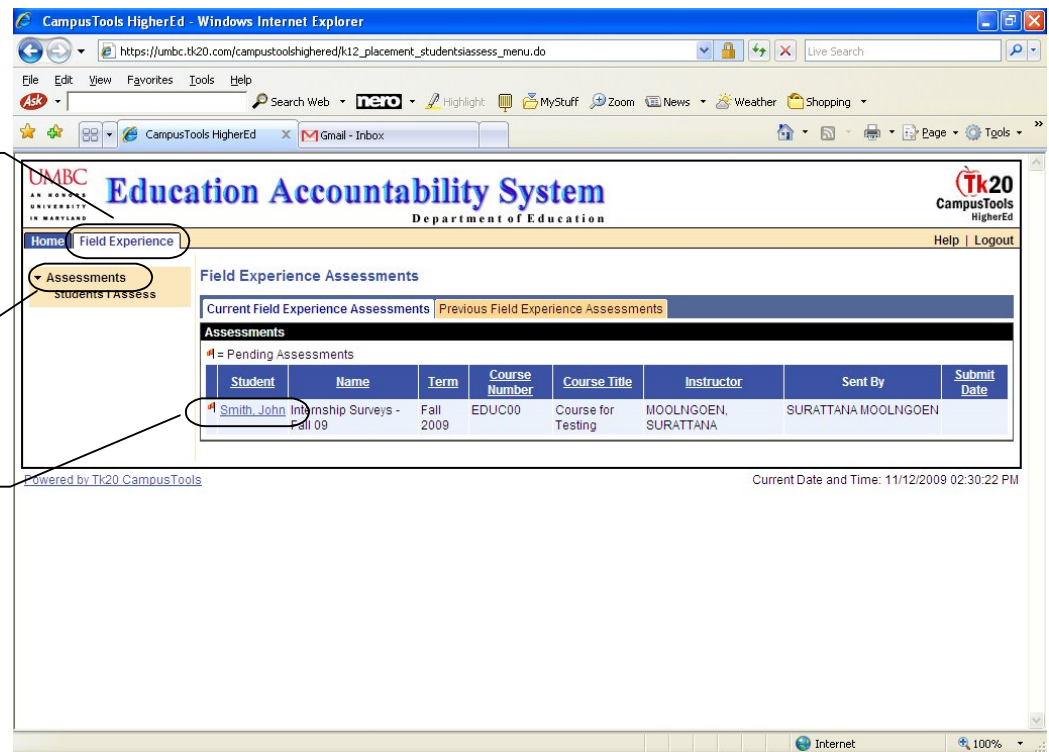 CampusTools HigherEd - Windows Internet Explorer
https://umbc.tk20.com/campustoolshighered/k12_placement_studentsiassess_menu.do
Live Search
File Edit View Favorites Tools Help
Ask Search Web nero Highlight MyStuff Zoom News Weather Shopping
CampusTools HigherEd X Gmail - Inbox Page Tools »
UMBC
AN HONORS
UNIVERSITY
IN MARYLAND
Education Accountability System
Department of Education
Tk20
CampusTools
HigherEd
Home Field Experience Help | Logout
Assessments
Students I Assess
Field Experience Assessments
Current Field Experience Assessments Previous Field Experience Assessments
Assessments
= Pending Assessments
Student Name Term Course Number Course Title Instructor Sent By Submit Date
Smith, John Internship Surveys - Fall EDUC00 Course for MOOLNGOEN, SURATTANA MOOLNGOEN
Fall 09 2009 Testing SURATTANA
Powered by Tk20 CampusTools Current Date and Time: 11/12/2009 02:30:22 PM
Internet 100%